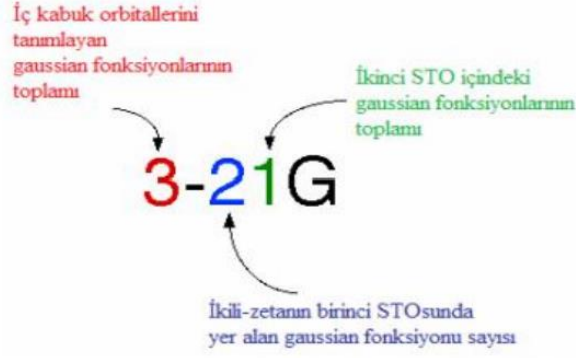 İç kabuk orbitallerini
tanımlayan
gaussian fonksiyonlarının
toplamı
İkinci STO içindeki
gaussian fonksiyonlarının
toplamı
3-21G
İkili-zetanın birinci STOsunda
yer alan gaussian fonksiyonu sayısı